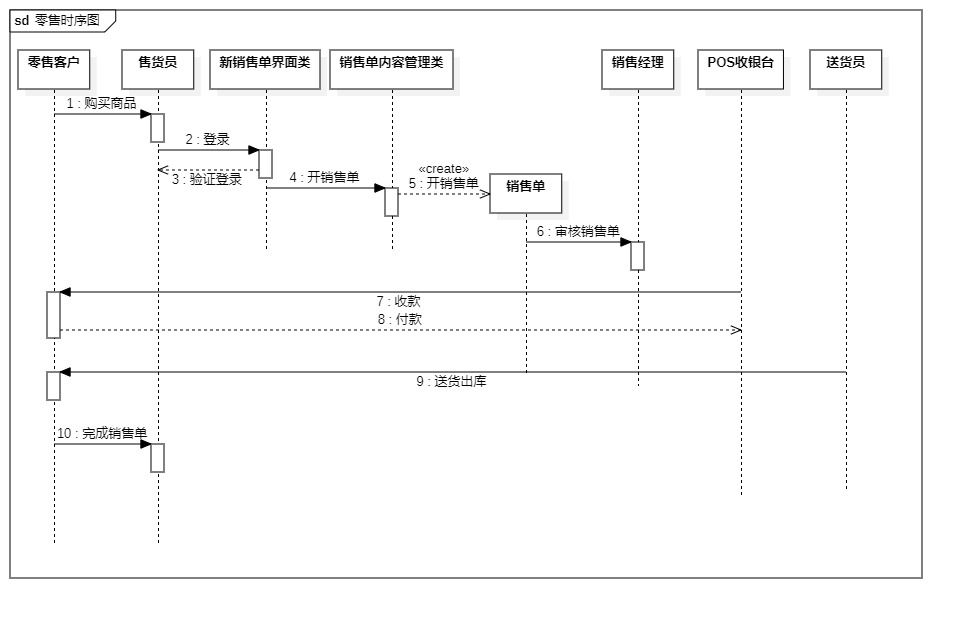 sd 零售时序图
零售客户
售货员
新销售单界面类
销售单内容管理类
销售经理
POS收银台
送货员
1 : 购买商品
2 : 登录
3 : 验证登录
4 : 开销售单
«create»
5 : 开销售单
销售单
6 : 审核销售单
7 : 收款
8 : 付款
9 : 送货出库
10 : 完成销售单